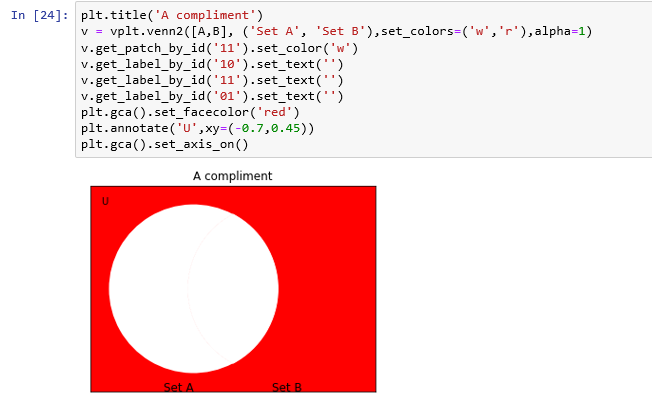 In [24]:
plt.title('A compliment')
v = vplt.venn2([A,B], ('Set A', 'Set B'),set_colors=('w','r'),alpha=1)
v.get_patch_by_id('11').set_color('w')
v.get_label_by_id('10').set_text('')
v.get_label_by_id('11').set_text('')
v.get_label_by_id('01').set_text('')
plt.gca().set_facecolor('red')
plt.annotate('U',xy=(-0.7,0.45))
plt.gca().set_axis_on()
A compliment
U
Set A Set B